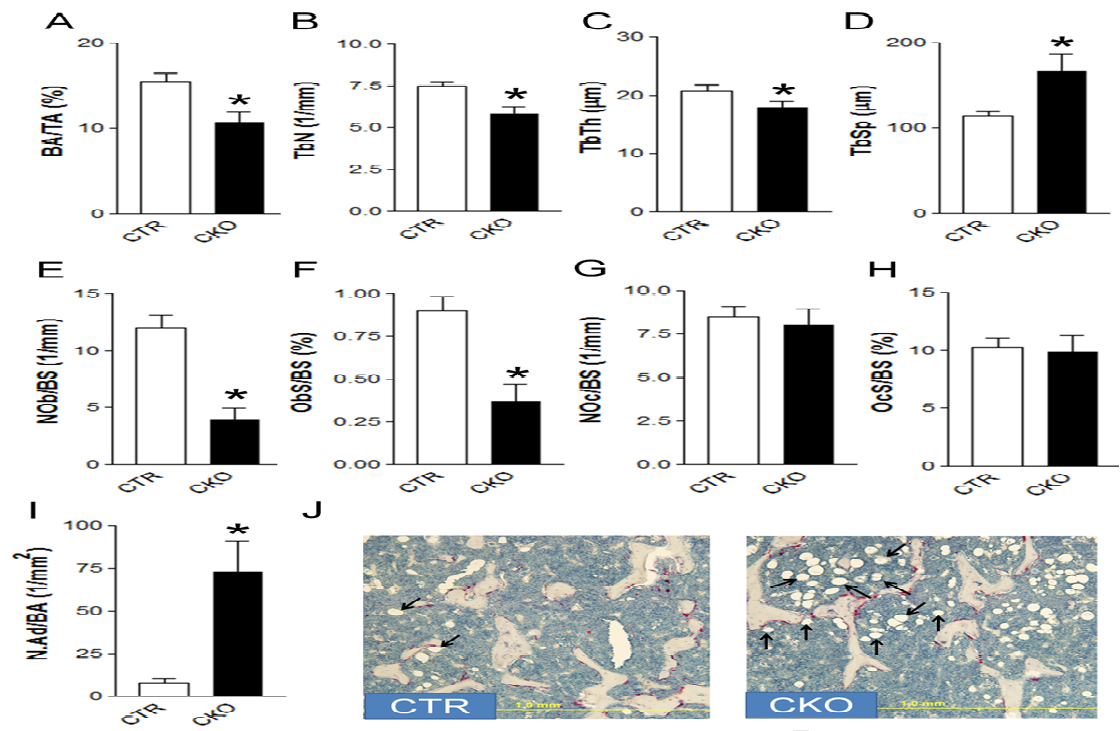 A
B
C
D
20
10
0
BA/TA (%)
*
CTR
CKO
10.0
7.5
5.0
2.5
0.0
TbN (1/mm)
*
CTR
CKO
30
20
10
0
TbTh (μm)
*
CTR
CKO
200
100
0
TbSp (μm)
*
CTR
CKO
E
F
G
H
15
10
5
0
NOb/BS (1/mm)
*
CTR
CKO
1.00
0.75
0.50
0.25
0.00
ObS/BS (%)
*
CTR
CKO
10.0
7.5
5.0
2.5
0.0
NOc/BS (1/mm)
CTR
CKO
15
10
5
0
OcS/BS (%)
CTR
CKO
I
J
100
75
50
25
0
N.Ad/BA (1/mm²)
*
CTR
CKO
CTR
1.0 mm
CKO
1.0 mm